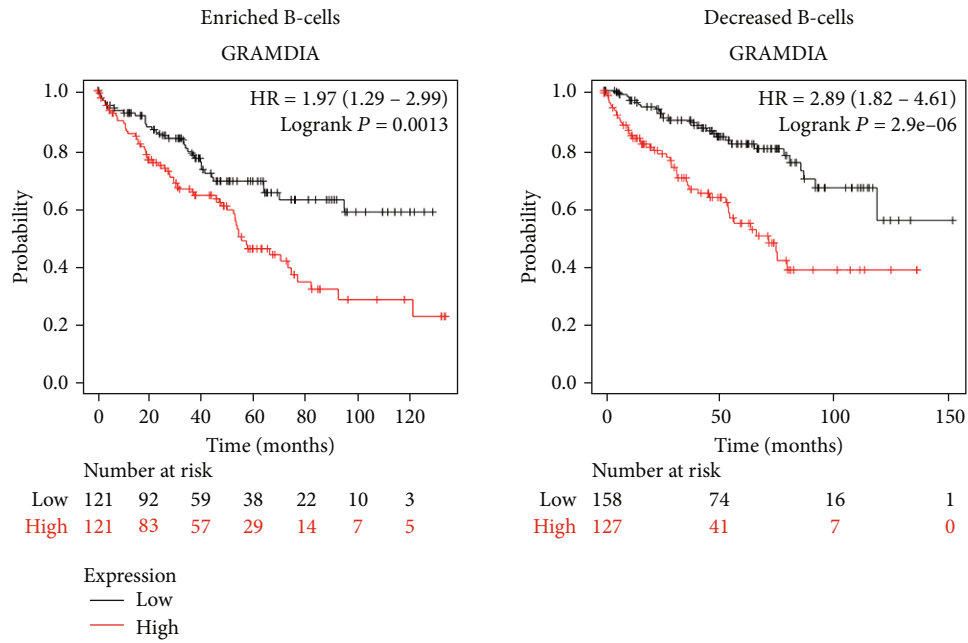 Enriched B-cells
GRAMDIA
HR = 1.97 (1.29 – 2.99)
Logrank P = 0.0013
Probability
1.0
0.8
0.6
0.4
0.2
0.0
0 20 40 60 80 100 120
Time (months)
Number at risk
Low 121 92 59 38 22 10 3
High 121 83 57 29 14 7 5
Decreased B-cells
GRAMDIA
HR = 2.89 (1.82 – 4.61)
Logrank P = 2.9e–06
Probability
1.0
0.8
0.6
0.4
0.2
0.0
0 50 100 150
Time (months)
Number at risk
Low 158 74 16 1
High 127 41 7 0
Expression
Low
High